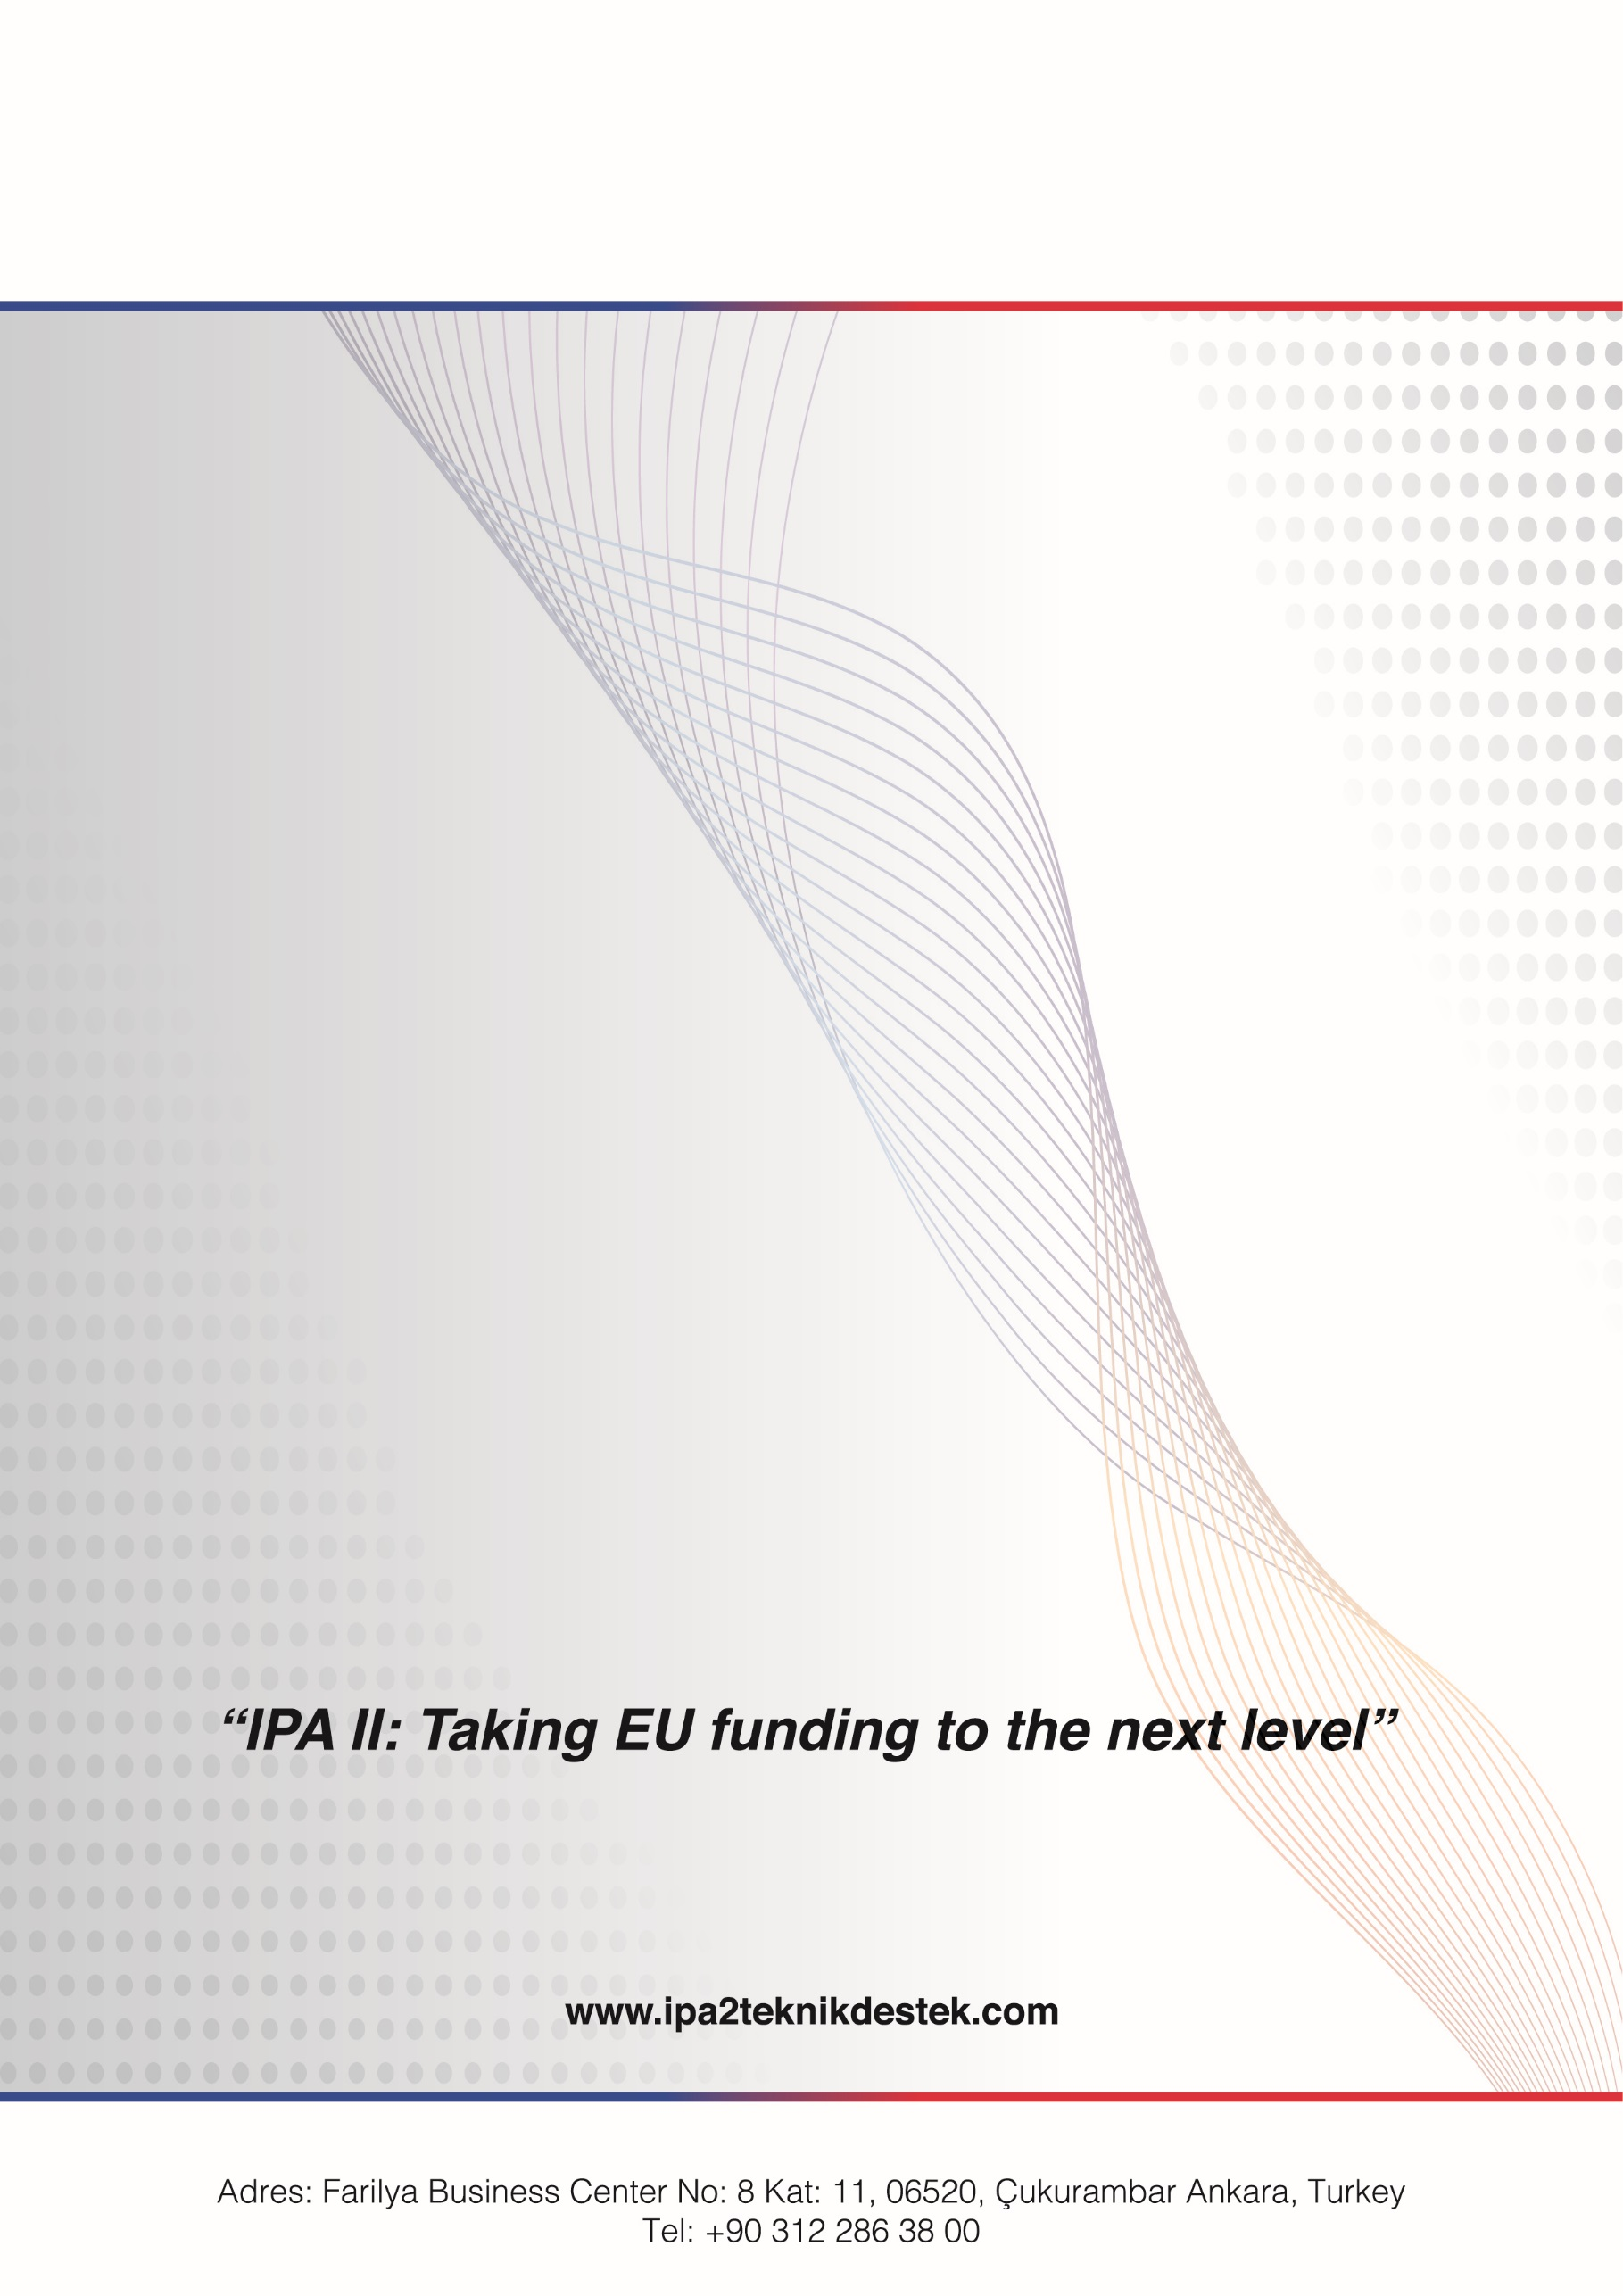 “IPA II: Taking EU funding to the next level”
www.ipa2teknikdestek.com
Adres: Farilya Business Center No: 8 Kat: 11, 06520, Çukurambar Ankara, Turkey
Tel: +90 312 286 38 00